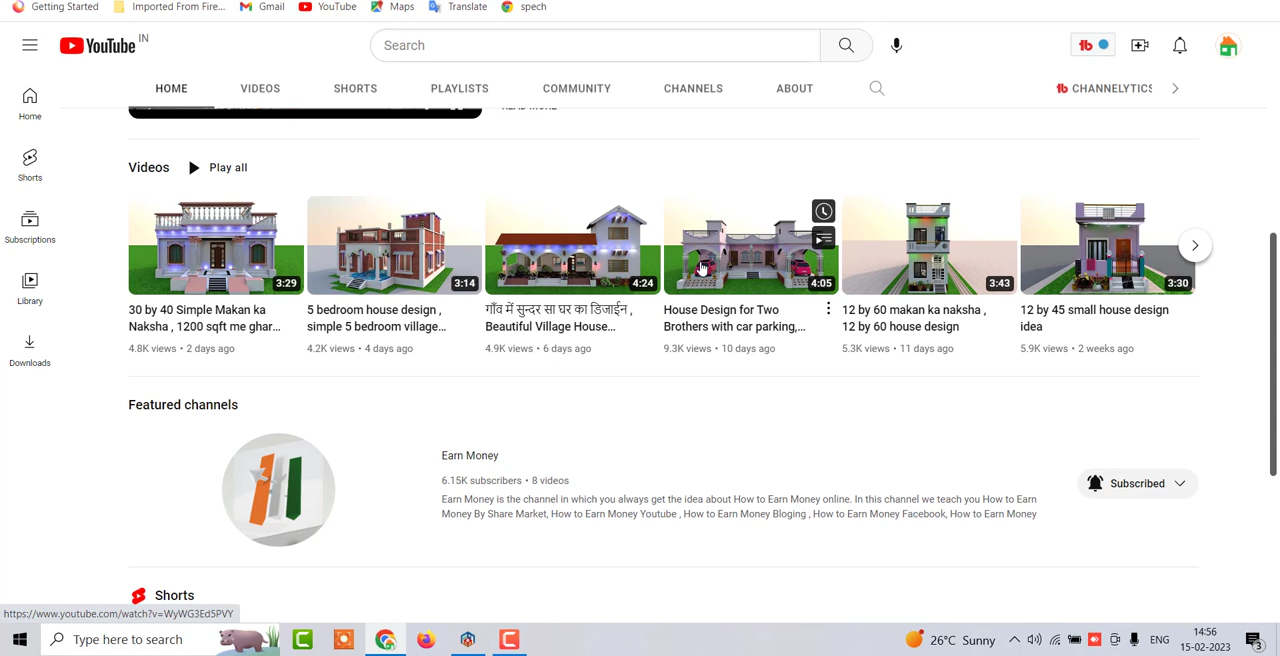 Getting Started Imported From Fire... Gmail YouTube Maps Translate spech
YouTube IN
Search
HOME VIDEOS SHORTS PLAYLISTS COMMUNITY CHANNELS ABOUT CHANNELYTICS
Home
Shorts
Subscriptions
Library
Downloads
Videos Play all
3:29 3:14 4:24 4:05 3:43 3:30
30 by 40 Simple Makan ka
Naksha , 1200 sqft me ghar...
4.8K views • 2 days ago
5 bedroom house design ,
simple 5 bedroom village...
4.2K views • 4 days ago
गाँव में सुन्दर सा घर का डिजाईन ,
Beautiful Village House...
4.9K views • 6 days ago
House Design for Two
Brothers with car parking,...
9.3K views • 10 days ago
12 by 60 makan ka naksha ,
12 by 60 house design
5.3K views • 11 days ago
12 by 45 small house design
idea
5.9K views • 2 weeks ago
Featured channels
Earn Money
6.15K subscribers • 8 videos
Earn Money is the channel in which you always get the idea about How to Earn Money online. In this channel we teach you How to Earn
Money By Share Market, How to Earn Money Youtube , How to Earn Money Bloging , How to Earn Money Facebook, How to Earn Money
Subscribed
Shorts
https://www.youtube.com/watch?v=WyWG3Ed5PVY
Type here to search
26°C Sunny
ENG
14:56
15-02-2023
3